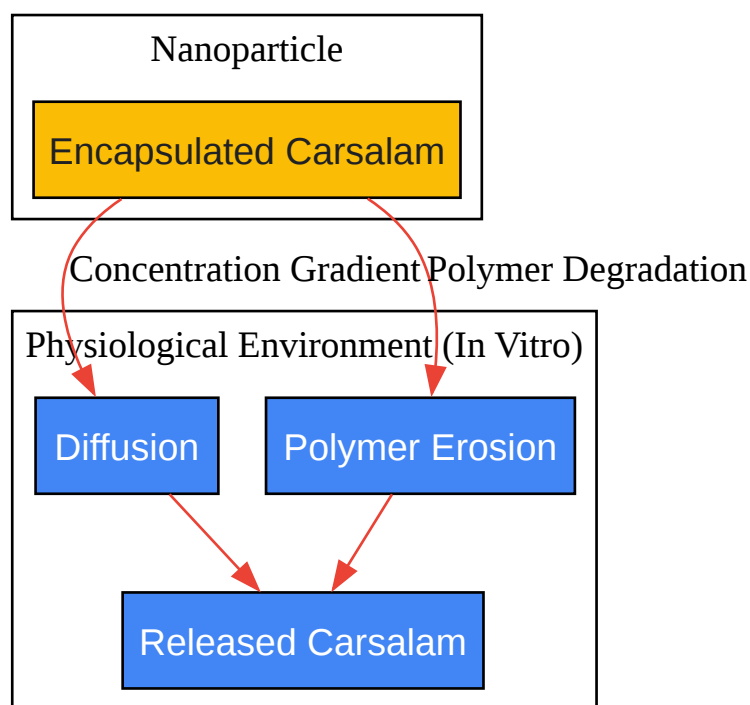 Nanoparticle
Encapsulated Carsalam
Concentration Gradient
Polymer Degradation
Physiological Environment (In Vitro)
Diffusion
Polymer Erosion
Released Carsalam